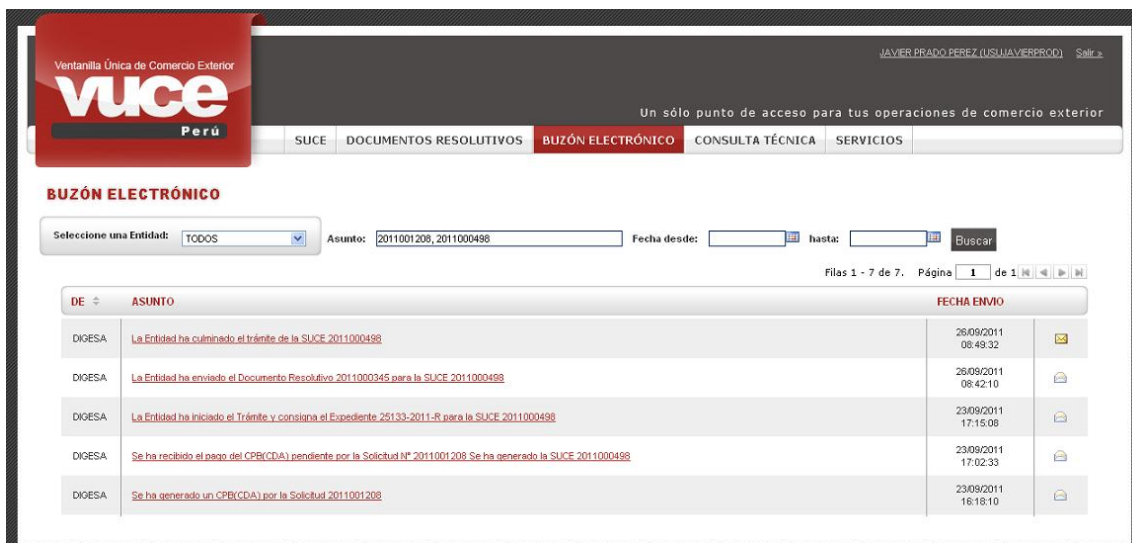 JAVIER PRADO PEREZ (USUJAVIERPROD) Salir »
Ventanilla Única de Comercio Exterior
vuce
Perú
Un sólo punto de acceso para tus operaciones de comercio exterior
SUCE DOCUMENTOS RESOLUTIVOS BUZÓN ELECTRÓNICO CONSULTA TÉCNICA SERVICIOS
BUZÓN ELECTRÓNICO
Seleccione una Entidad: TODOS Asunto: 2011001208, 2011000498 Fecha desde: hasta: Buscar
Filas 1 - 7 de 7. Página 1 de 1
DE ASUNTO FECHA ENVIO
DIGESA La Entidad ha culminado el trámite de la SUCE 2011000498 26/09/2011
08:49:32
DIGESA La Entidad ha enviado el Documento Resolutivo 2011000345 para la SUCE 2011000498 26/09/2011
08:42:10
DIGESA La Entidad ha iniciado el Trámite y consigna el Expediente 25133-2011-R para la SUCE 2011000498 23/09/2011
17:15:08
DIGESA Se ha recibido el pago del CPB(CDA) pendiente por la Solicitud N° 2011001208 Se ha generado la SUCE 2011000498 23/09/2011
17:02:33
DIGESA Se ha generado un CPB(CDA) por la Solicitud 2011001208 23/09/2011
16:18:10